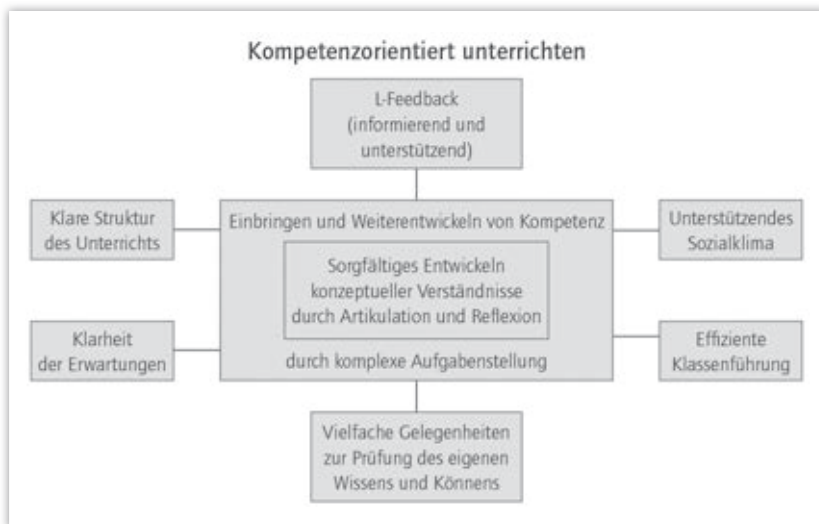 Kompetenzorientiert unterrichten
L-Feedback
(informierend und
unterstützend)
Klare Struktur
des Unterrichts
Einbringen und Weiterentwickeln von Kompetenz
Unterstützendes
Sozialklima
Sorgfältiges Entwickeln
konzeptueller Verständnisse
durch Artikulation und Reflexion
Klarheit
der Erwartungen
durch komplexe Aufgabenstellung
Effiziente
Klassenführung
Vielfache Gelegenheiten
zur Prüfung des eigenen
Wissens und Könnens